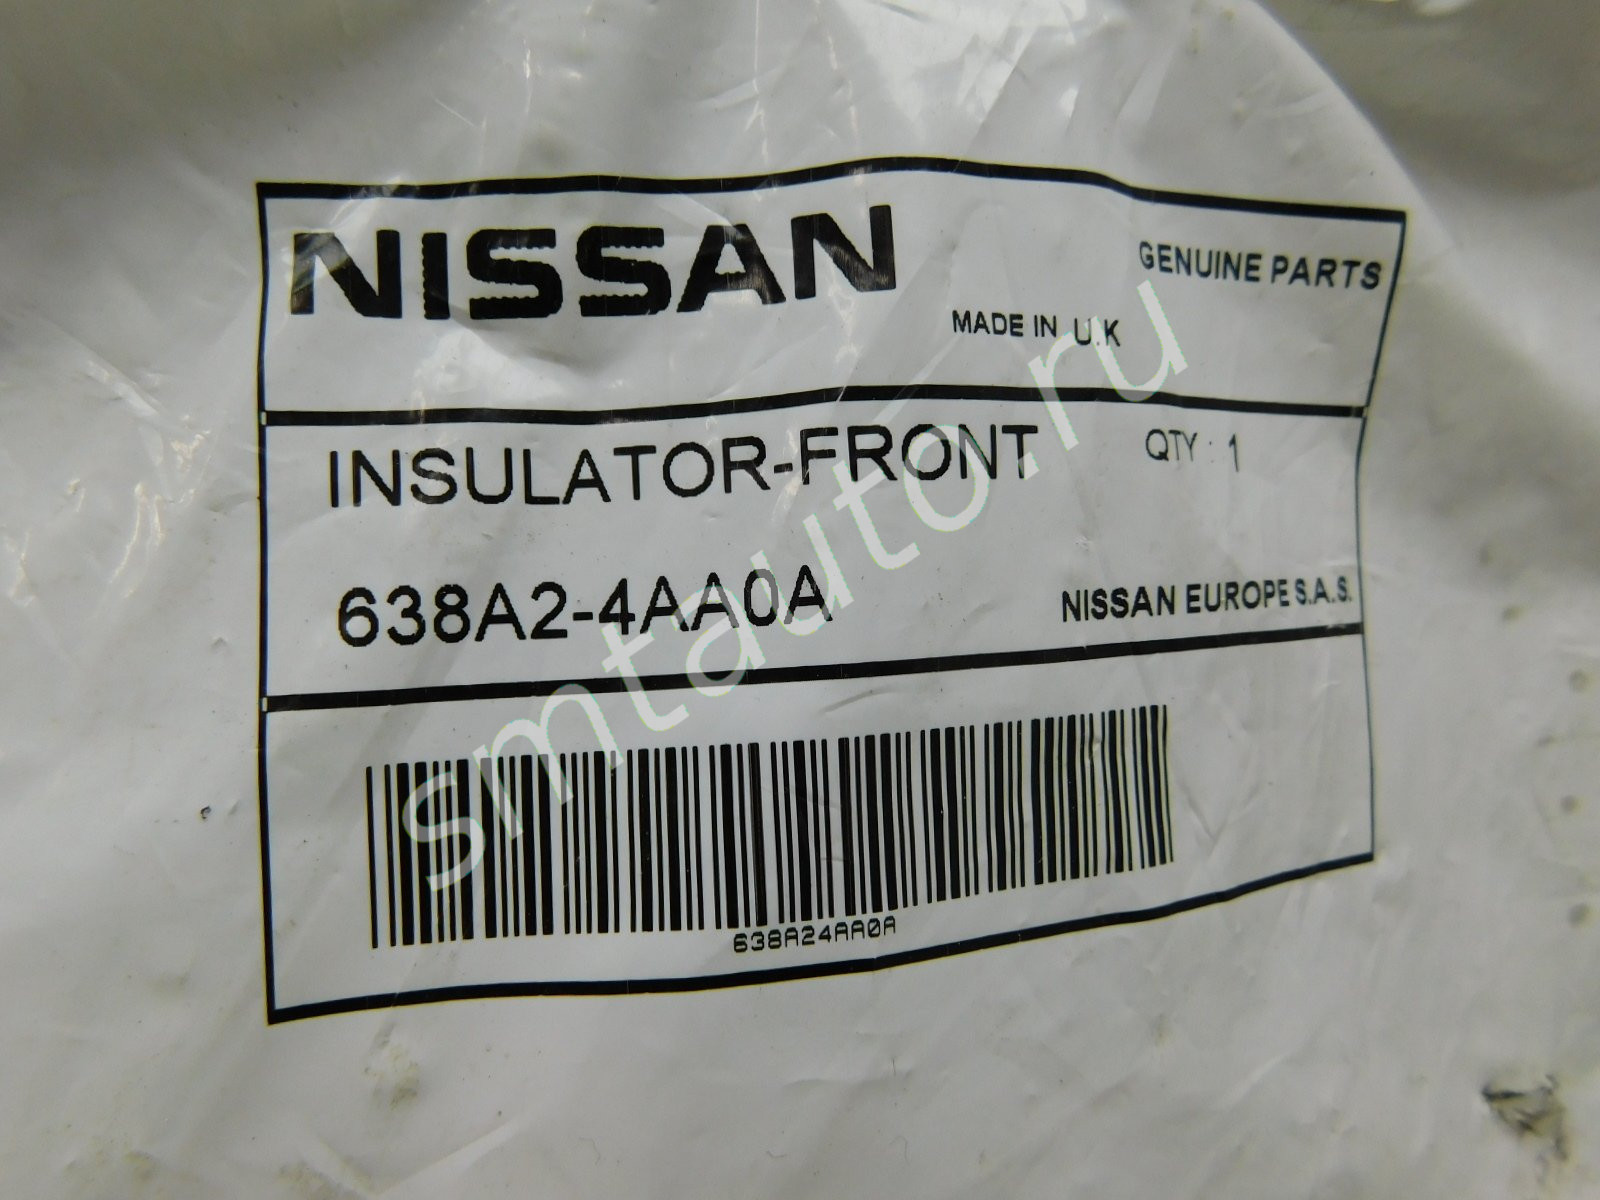 NISSAN
GENUINE PARTS
MADE IN U.K
INSULATOR-FRONT QTY : 1
638A2-4AA0A
NISSAN EUROPE S.A.S.
638A24AA0A
smtauto.ru